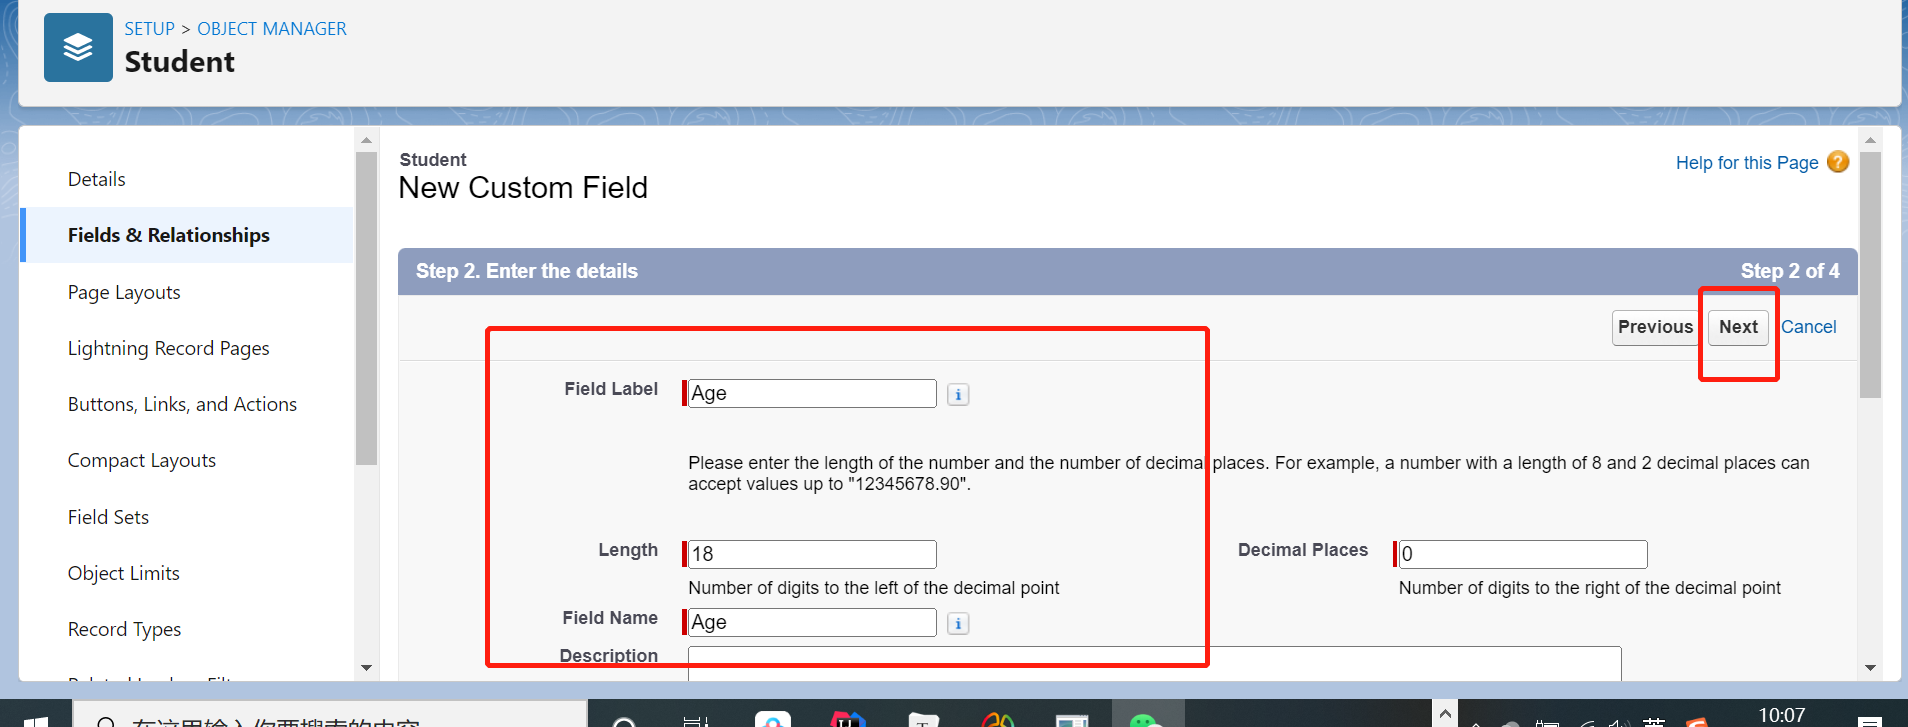 SETUP > OBJECT MANAGER
Student
Details
Fields & Relationships
Page Layouts
Lightning Record Pages
Buttons, Links, and Actions
Compact Layouts
Field Sets
Object Limits
Record Types
Student
New Custom Field
Help for this Page
Step 2. Enter the details
Step 2 of 4
Previous
Next
Cancel
Field Label
Age
Please enter the length of the number and the number of decimal places. For example, a number with a length of 8 and 2 decimal places can
accept values up to "12345678.90".
Length
18
Number of digits to the left of the decimal point
Decimal Places
0
Number of digits to the right of the decimal point
Field Name
Age
Description
在这里输入你要搜索的内容
英
10:07